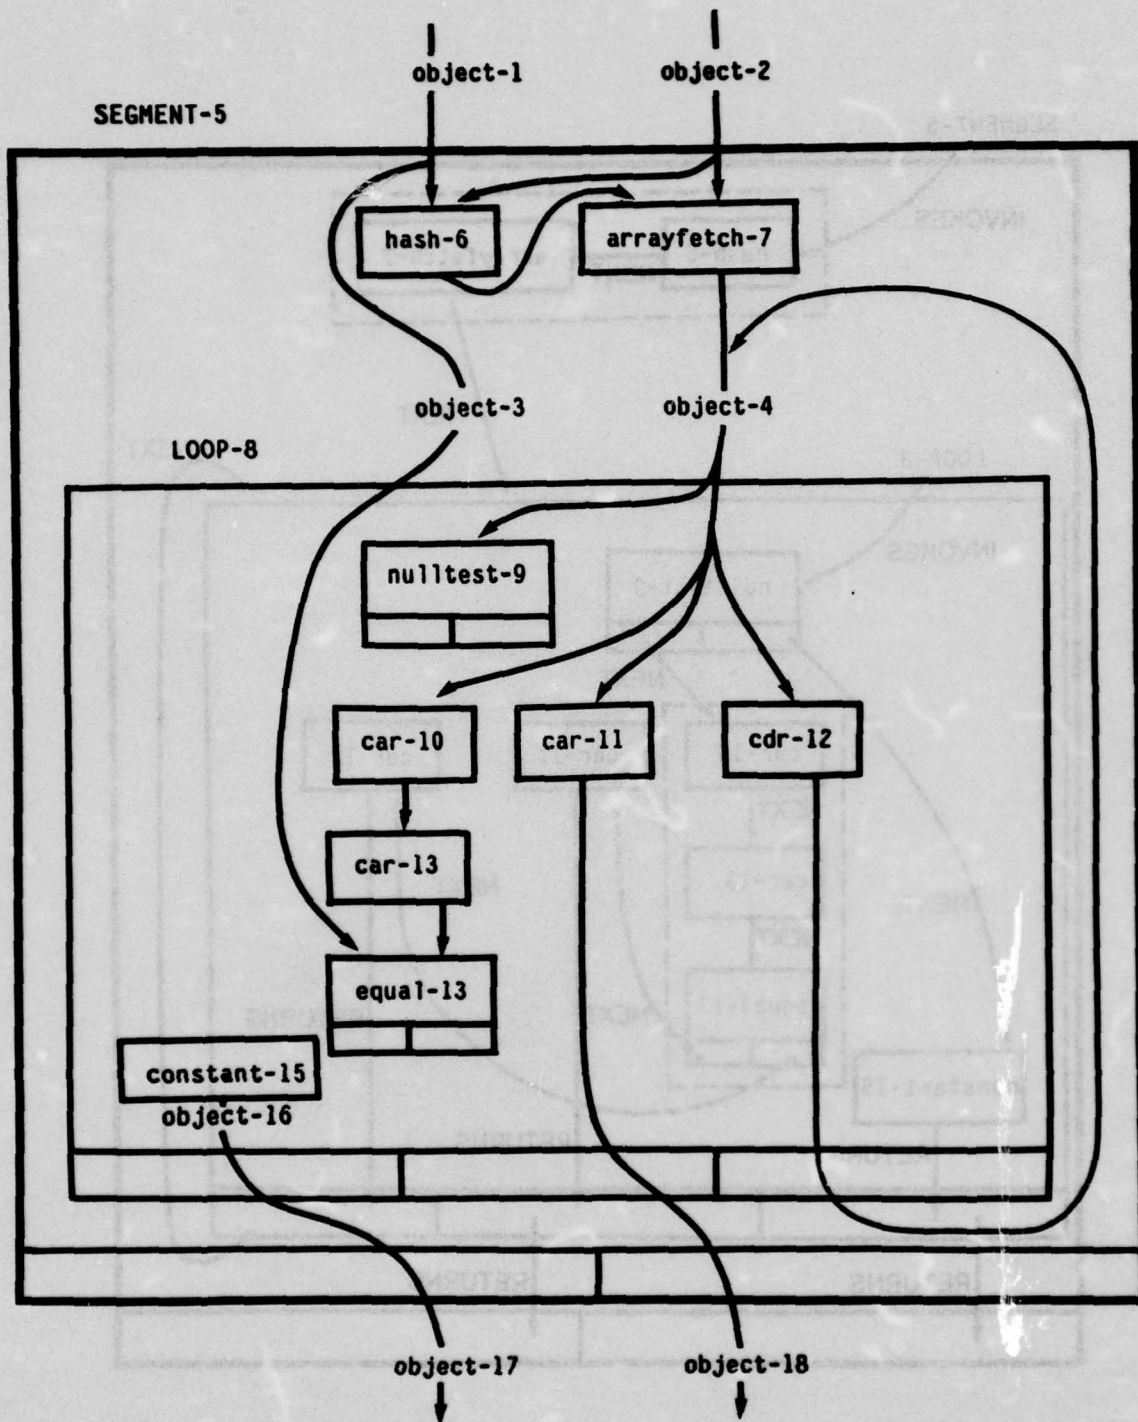 object-1
object-2
SEGMENT-5
hash-6
arrayfetch-7
object-3
object-4
LOOP-8
nulltest-9
car-10
car-11
cdr-12
car-13
equal-13
constant-15
object-16
object-17
object-18